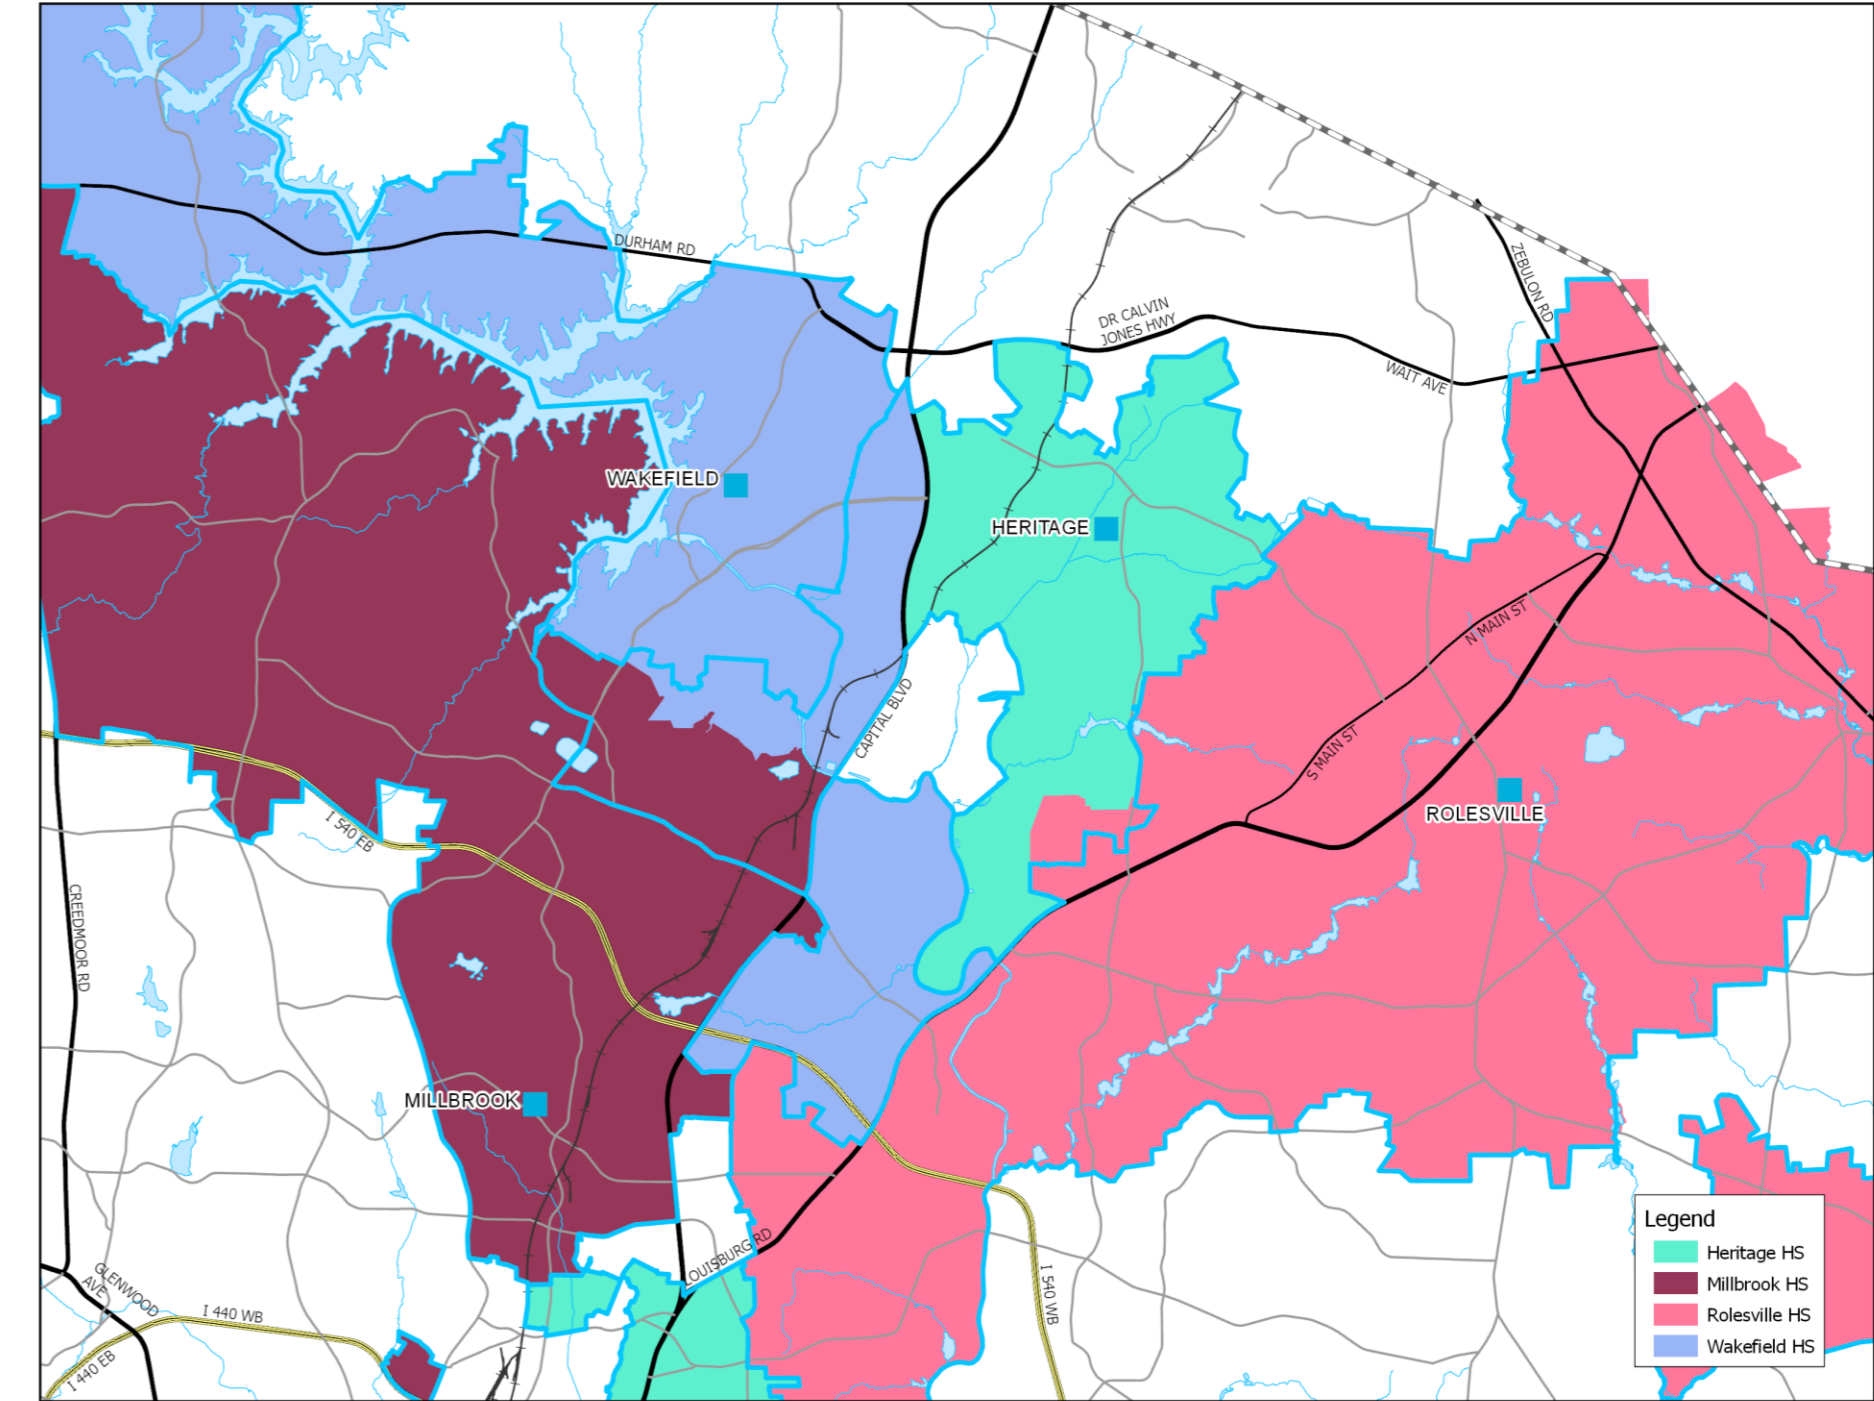 DURHAM RD
DR CALVIN
JONES HWY
ZEBULON RD
WAIT AVE
WAKEFIELD
HERITAGE
N MAIN ST
CAPITAL BLVD
S MAIN ST
ROLESVILLE
I 540 EB
CREEDMOOR RD
MILLBROOK
LOUISBURG RD
GLENWOOD
AVE
I 440 WB
I 440 EB
I 540 WB
Legend
Heritage HS
Millbrook HS
Rolesville HS
Wakefield HS